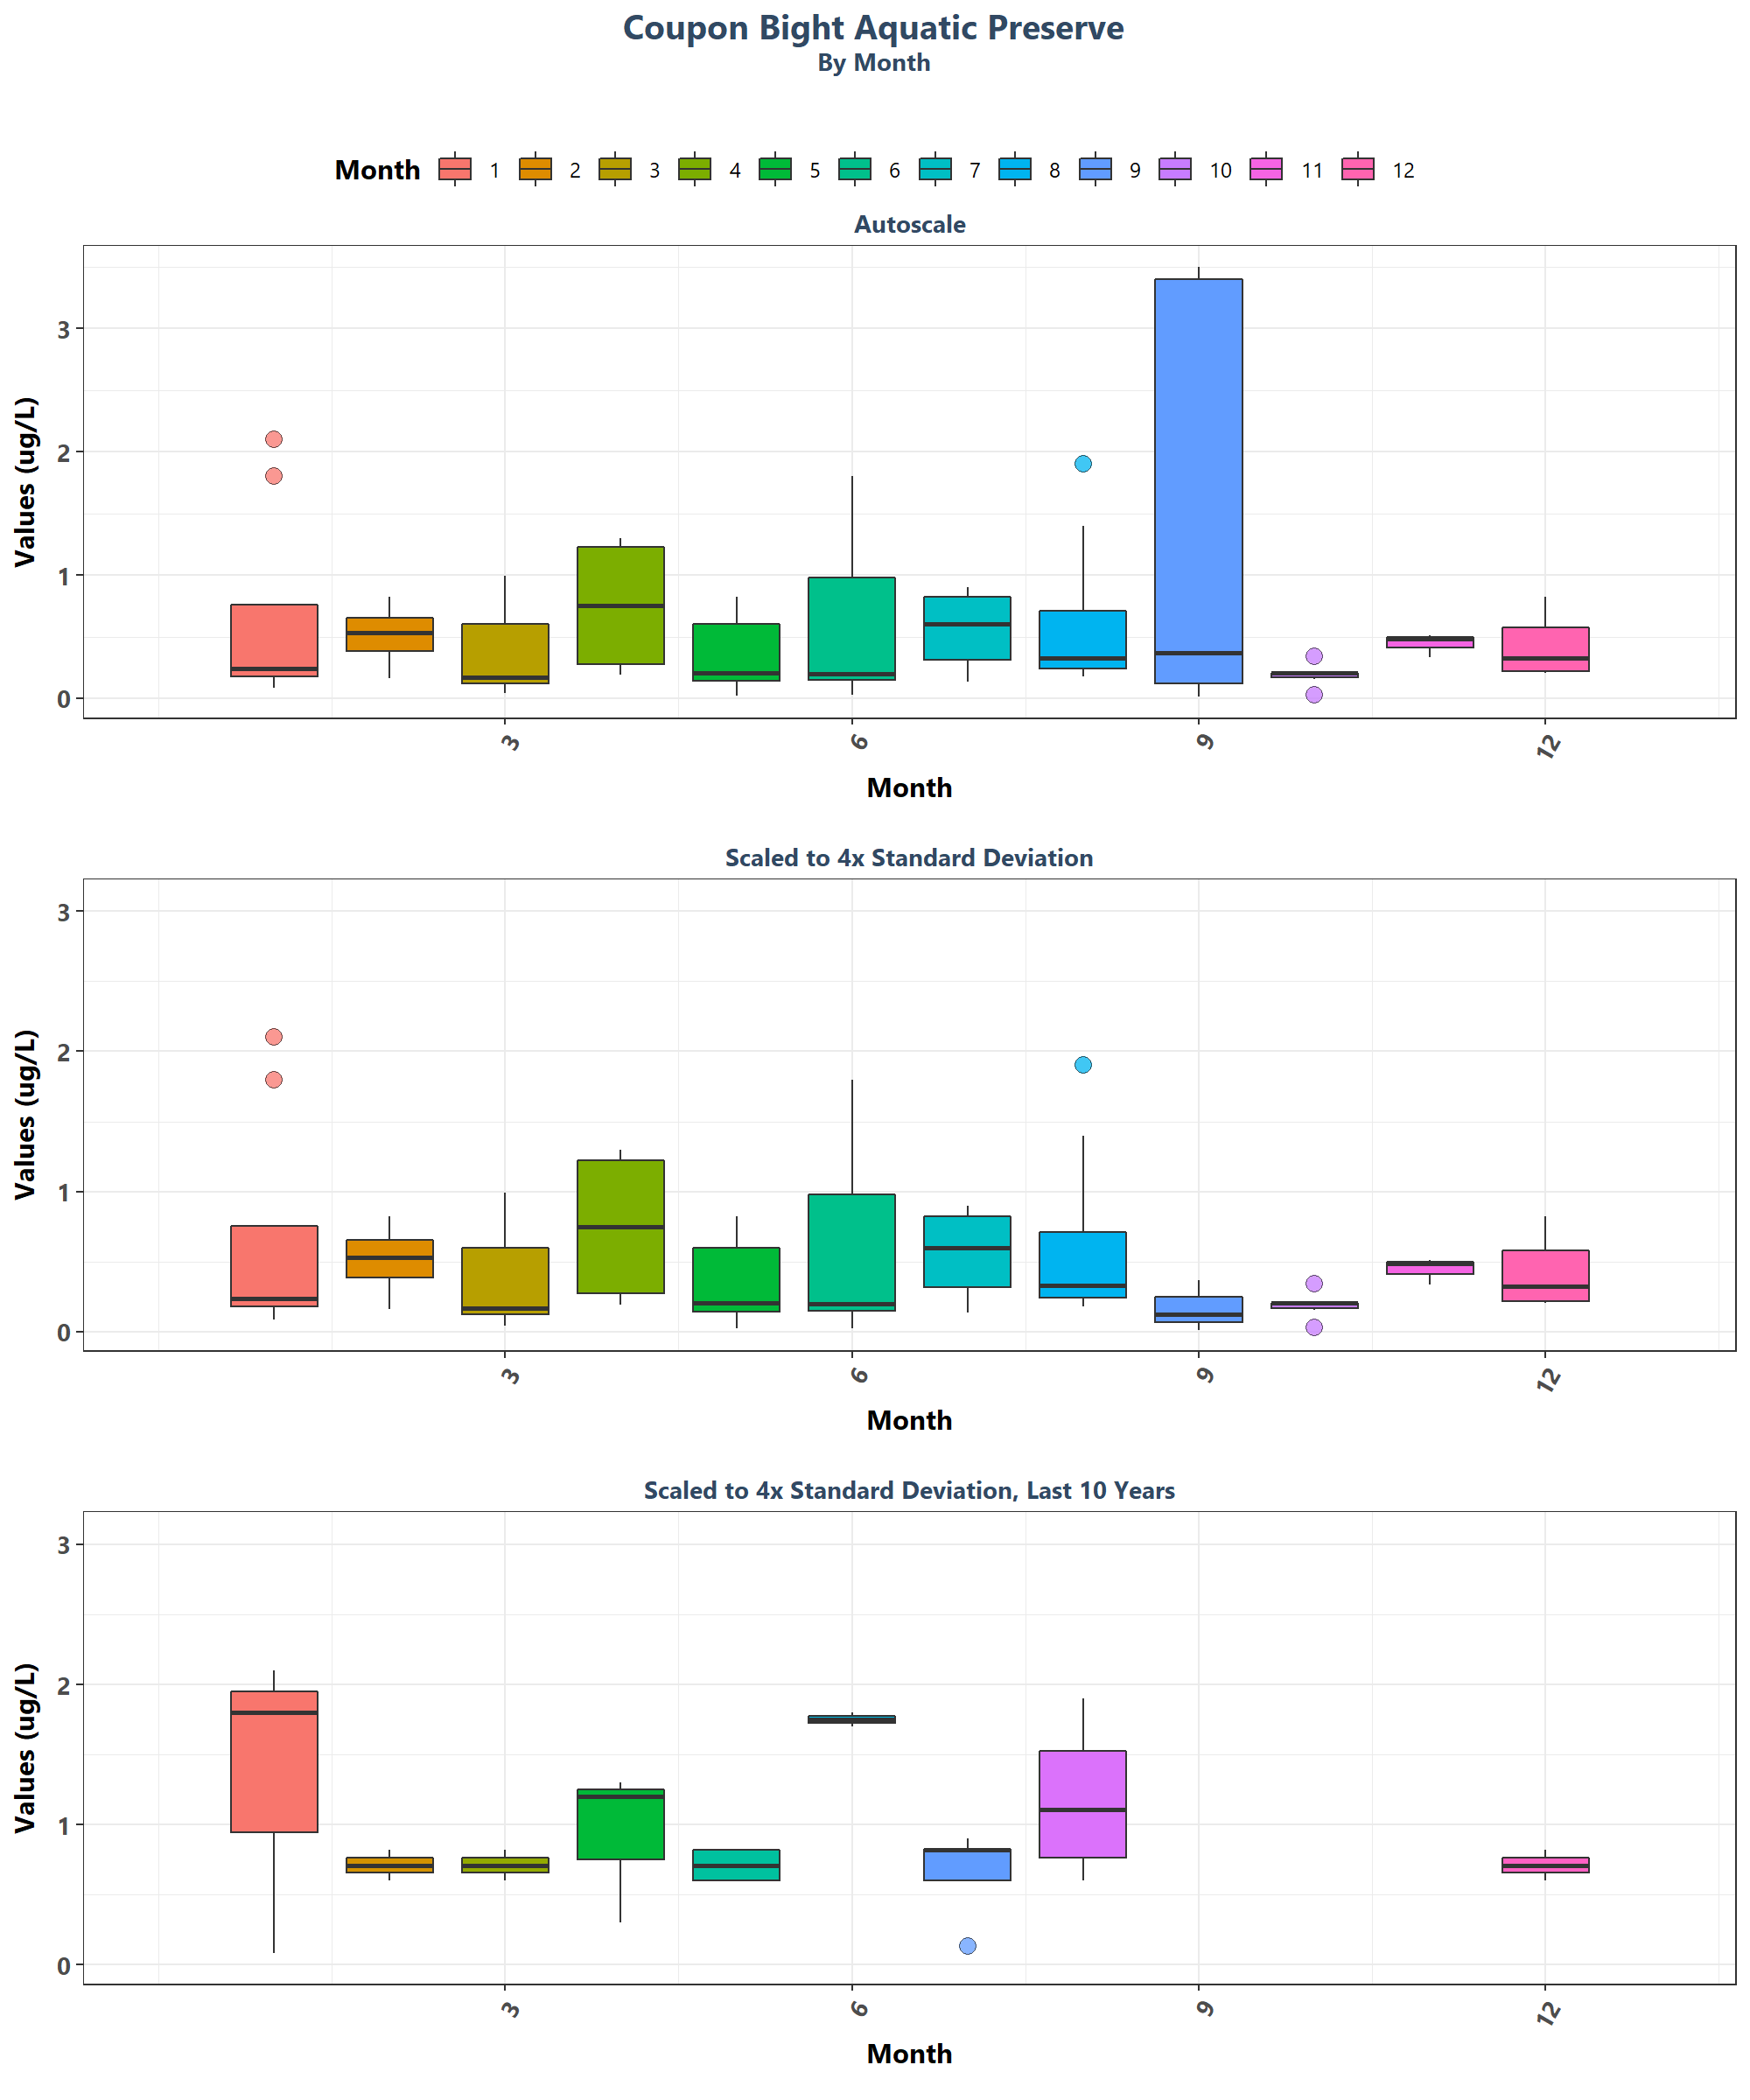 Coupon Bight Aquatic Preserve
By Month
Month 1 2 3 4 5 6 7 8 9 10 11 12
Autoscale
Values (ug/L)
3
2
1
0
3 6 9 12
Month
Scaled to 4x Standard Deviation
Values (ug/L)
3
2
1
0
3 6 9 12
Month
Scaled to 4x Standard Deviation, Last 10 Years
Values (ug/L)
3
2
1
0
3 6 9 12
Month